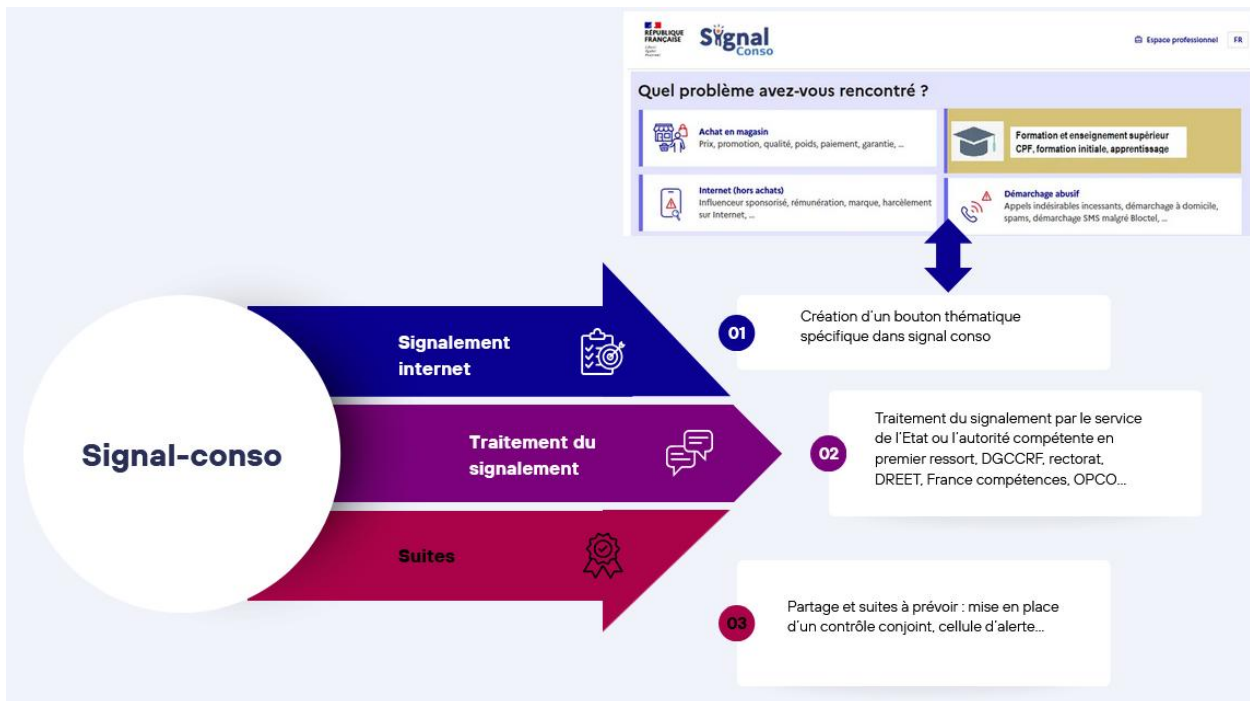 RÉPUBLIQUE
FRANÇAISE
Signal
Conso
Espace professionnel
FR
Quel problème avez-vous rencontré ?
Achat en magasin
Prix, promotion, qualité, poids, paiement, garantie, ...
Formation et enseignement supérieur
CPF, formation initiale, apprentissage
Internet (hors achats)
Influenceur sponsorisé, rémunération, marque, harcèlement
sur Internet, ...
Démarchage abusif
Appels indésirables incessants, démarchage à domicile,
spams, démarchage SMS malgré Bloctel, ...
Signal-conso
Signalement
internet
01
Création d'un bouton thématique
spécifique dans signal conso
Traitement du
signalement
02
Traitement du signalement par le service
de l'Etat ou l'autorité compétente en
premier ressort, DGCCRF, rectorat,
DREET, France compétences, OPCO...
Suites
03
Partage et suites à prévoir : mise en place
d'un contrôle conjoint, cellule d'alerte...